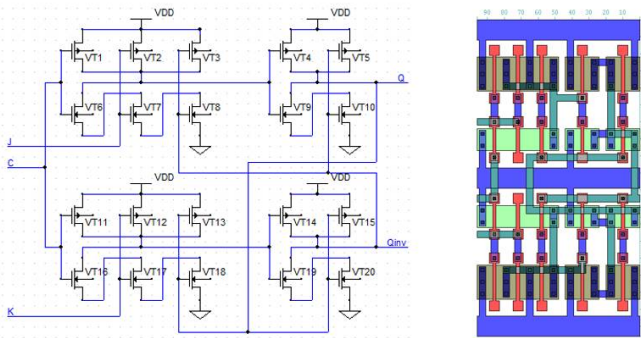 VDD VDD
VT1 VT2 VT3 VT4 VT5
VT6 VT7 VT8 VT9 VT10
Q
J
C
VDD VDD
VT11 VT12 VT13 VT14 VT15
Qinv
VT16 VT17 VT18 VT19 VT20
K
90 80 70 60 50 40 30 20 10